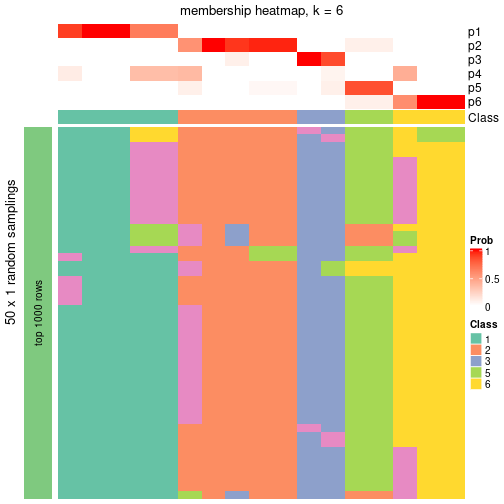 membership heatmap, k = 6
p1
p2
p3
p4
p5
p6
Class
50 x 1 random samplings
top 1000 rows
Prob
1
0.5
0
Class
1
2
3
5
6